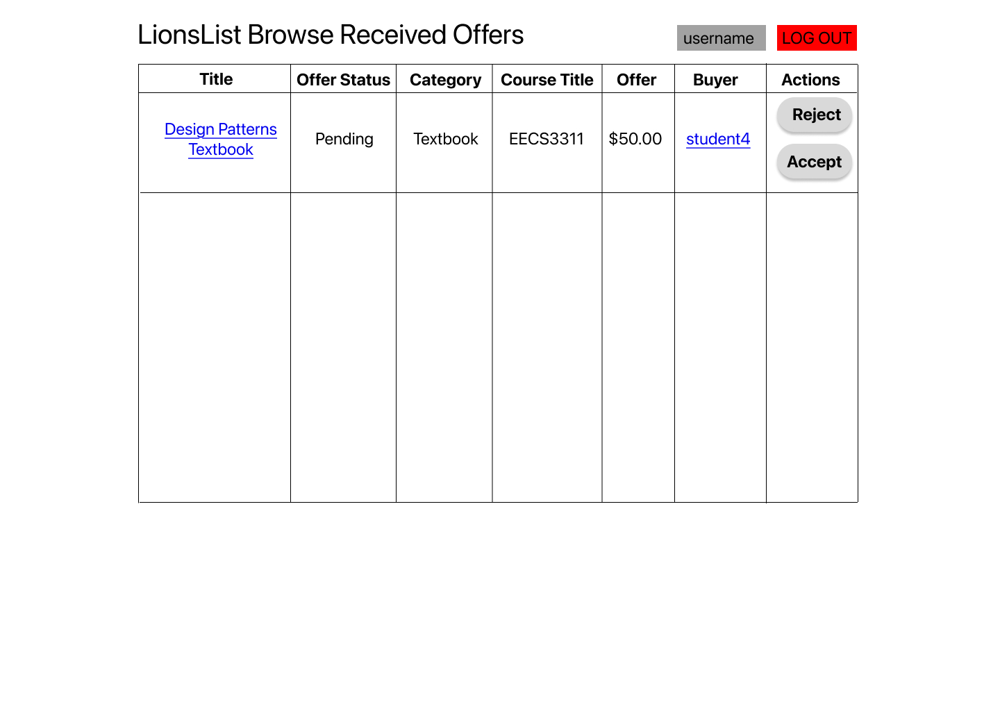 LionsList Browse Received Offers
username
LOG OUT
Title
Offer Status
Category
Course Title
Offer
Buyer
Actions
Design Patterns
Textbook
Pending
Textbook
EECS3311
$50.00
student4
Reject
Accept